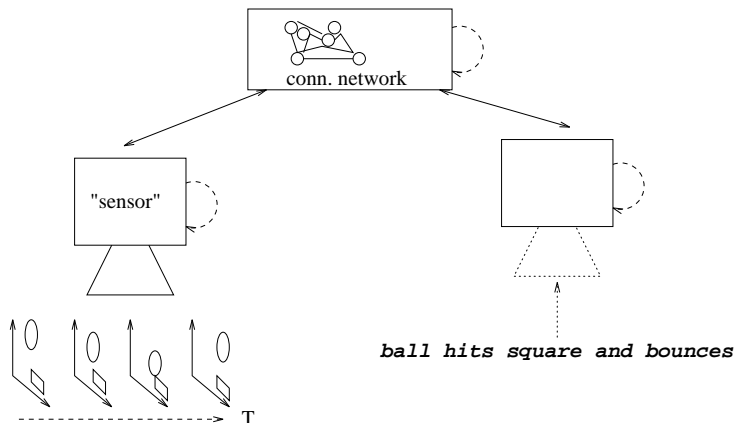 conn. network
"sensor"
ball hits square and bounces
T